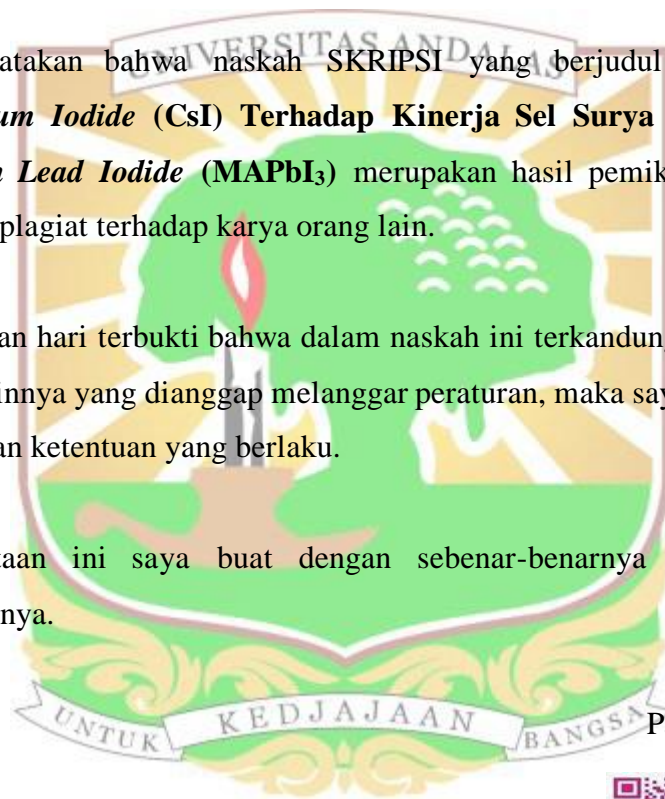 UNIVERSITAS ANDALAS
atakan bahwa naskah SKRIPSI yang berjudul
um Iodide (CsI) Terhadap Kinerja Sel Surya
n Lead Iodide (MAPbI₃) merupakan hasil pemik
plagiat terhadap karya orang lain.
an hari terbukti bahwa dalam naskah ini terkandun
innya yang dianggap melanggar peraturan, maka say
an ketentuan yang berlaku.
taan ini saya buat dengan sebenar-benarnya
nya.
UNTUK KEDJAJAAN BANGSA
P